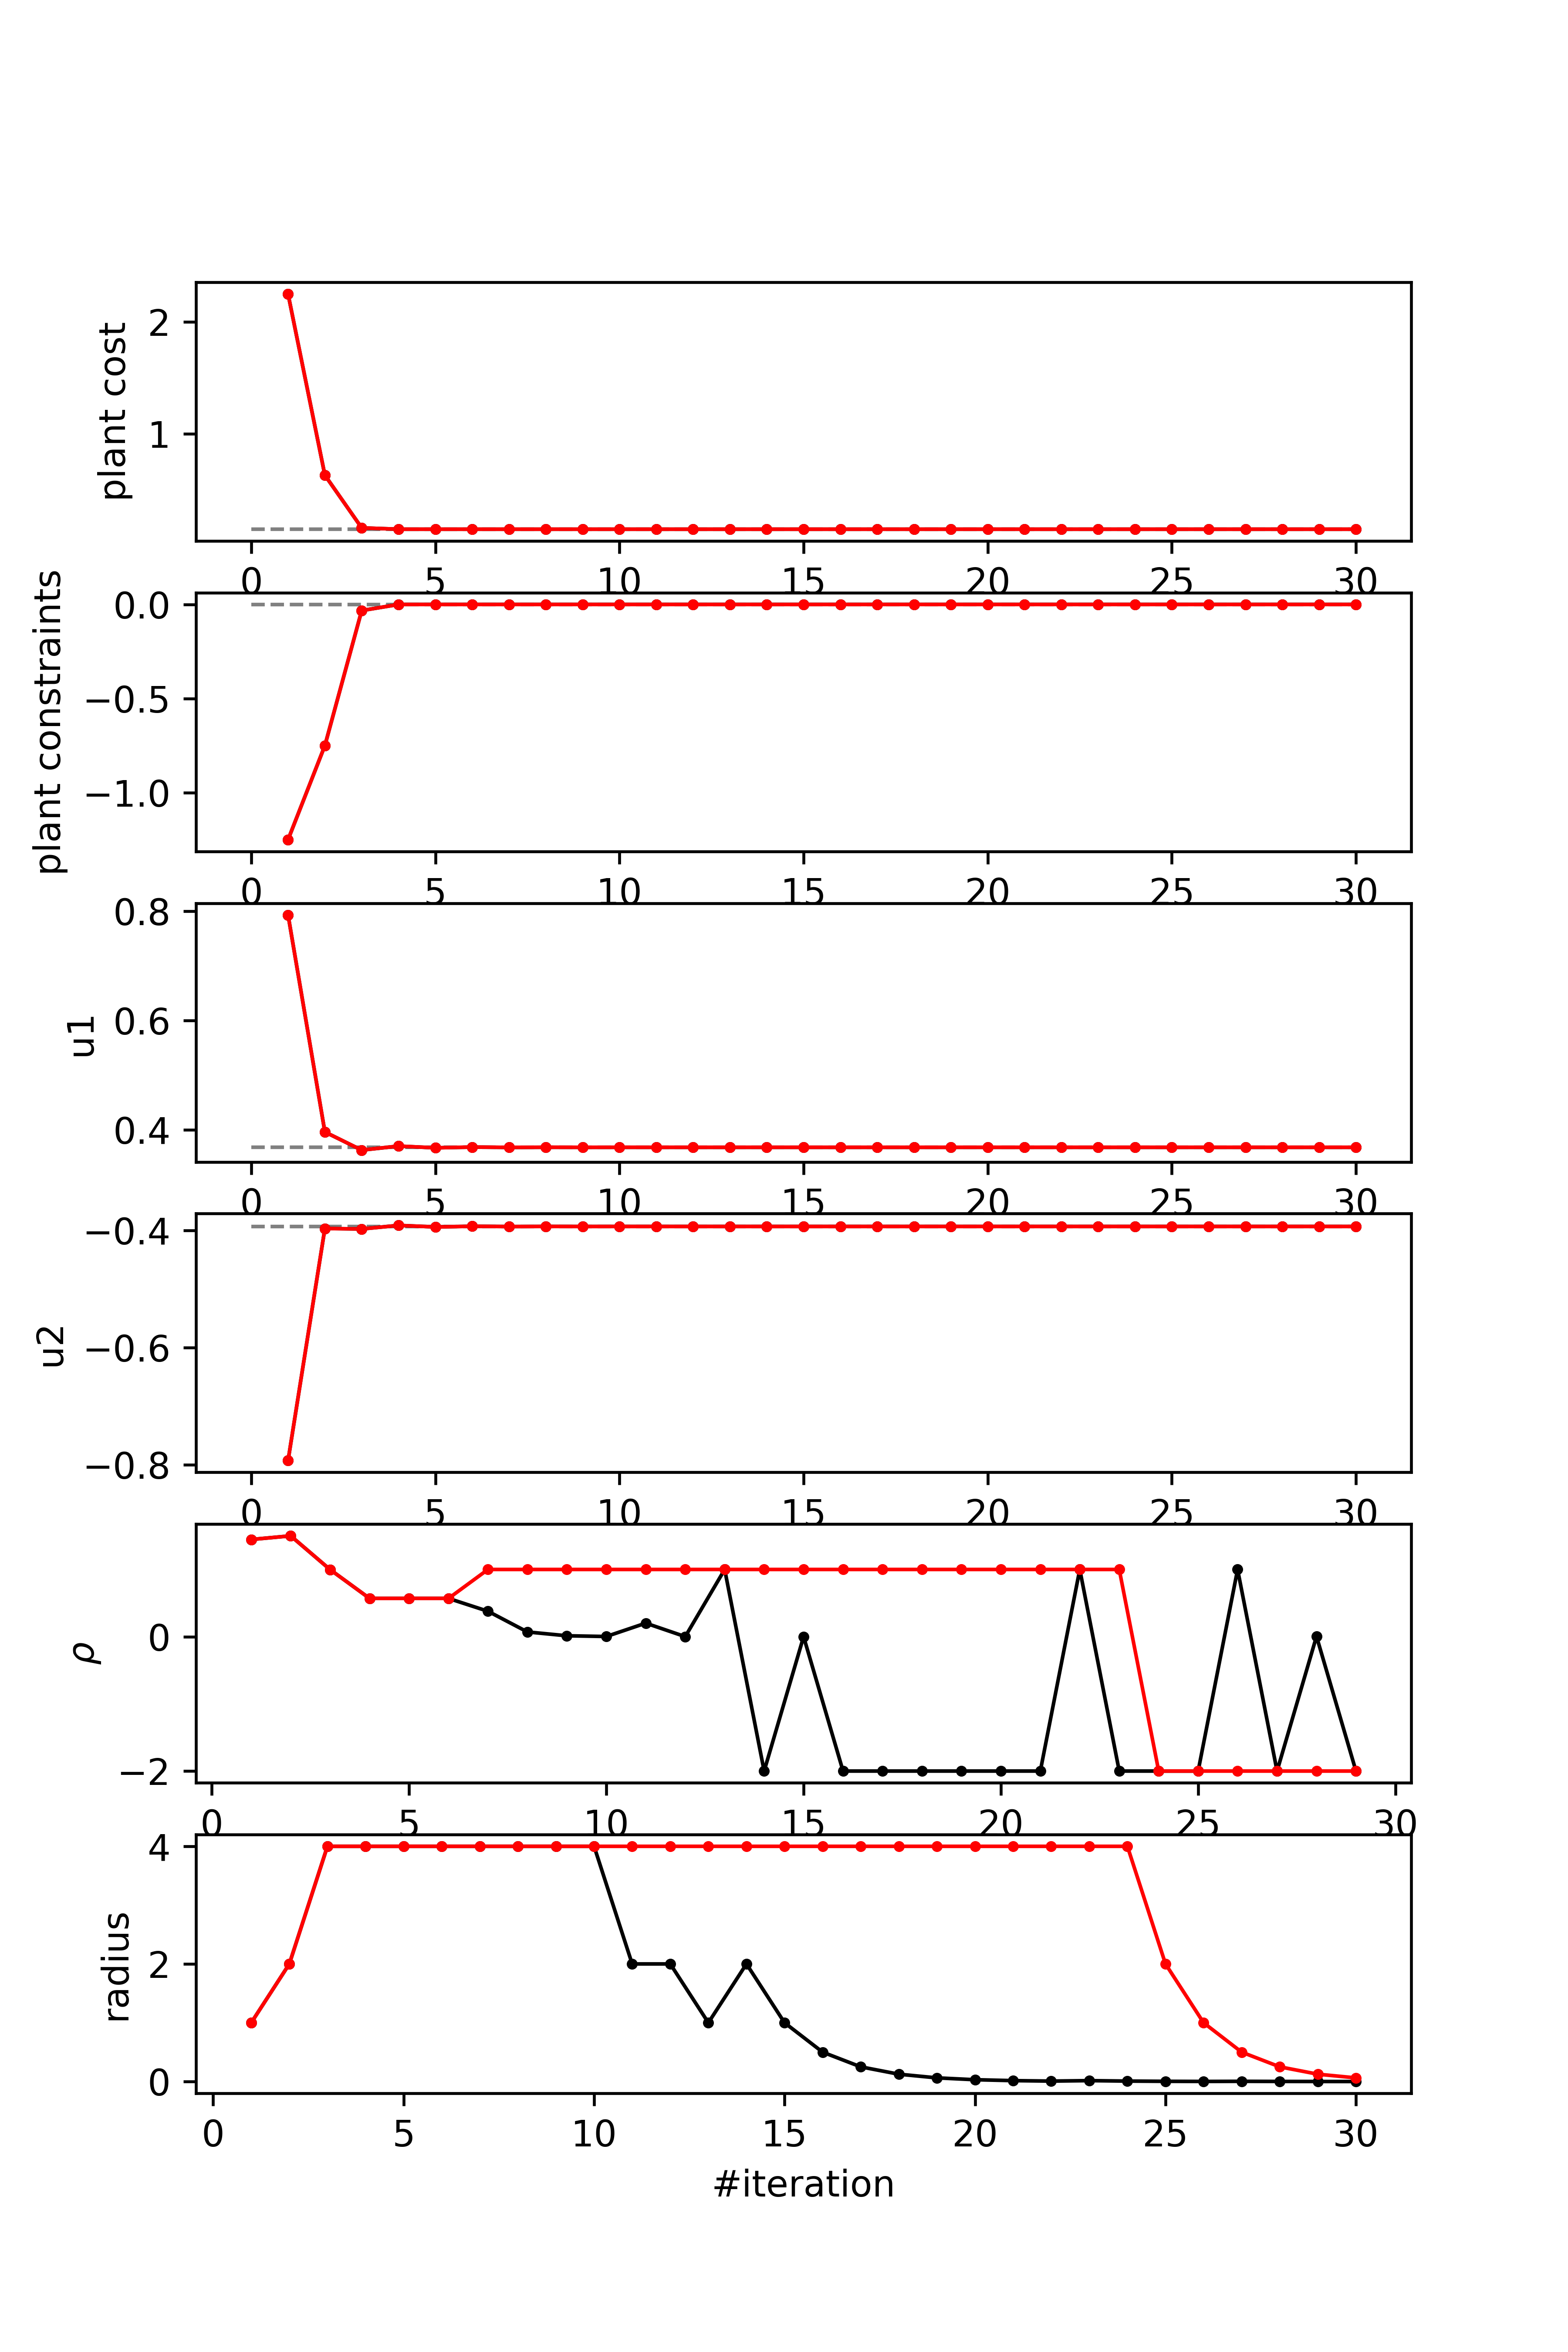 2
1
plant cost
0 5 10 15 20 25 30
0.0
−0.5
−1.0
plant constraints
0 5 10 15 20 25 30
0.8
0.6
0.4
u1
0 5 10 15 20 25 30
−0.4
−0.6
−0.8
u2
0 5 10 15 20 25 30
0
−2
ρ
0 5 10 15 20 25 30
4
2
0
radius
0 5 10 15 20 25 30
#iteration